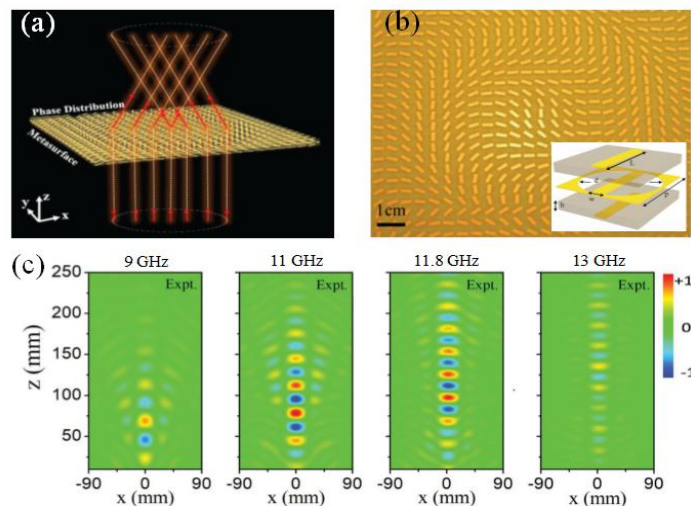 (a)
Phase Distribution
Metasurface
z
y
x
(b)
1cm
L
w
P
h
(c)
9 GHz
11 GHz
11.8 GHz
13 GHz
Expt.
Expt.
Expt.
Expt.
250
200
150
100
50
z (mm)
-90 0 90
-90 0 90
-90 0 90
-90 0 90
x (mm)
x (mm)
x (mm)
x (mm)
+1
-1